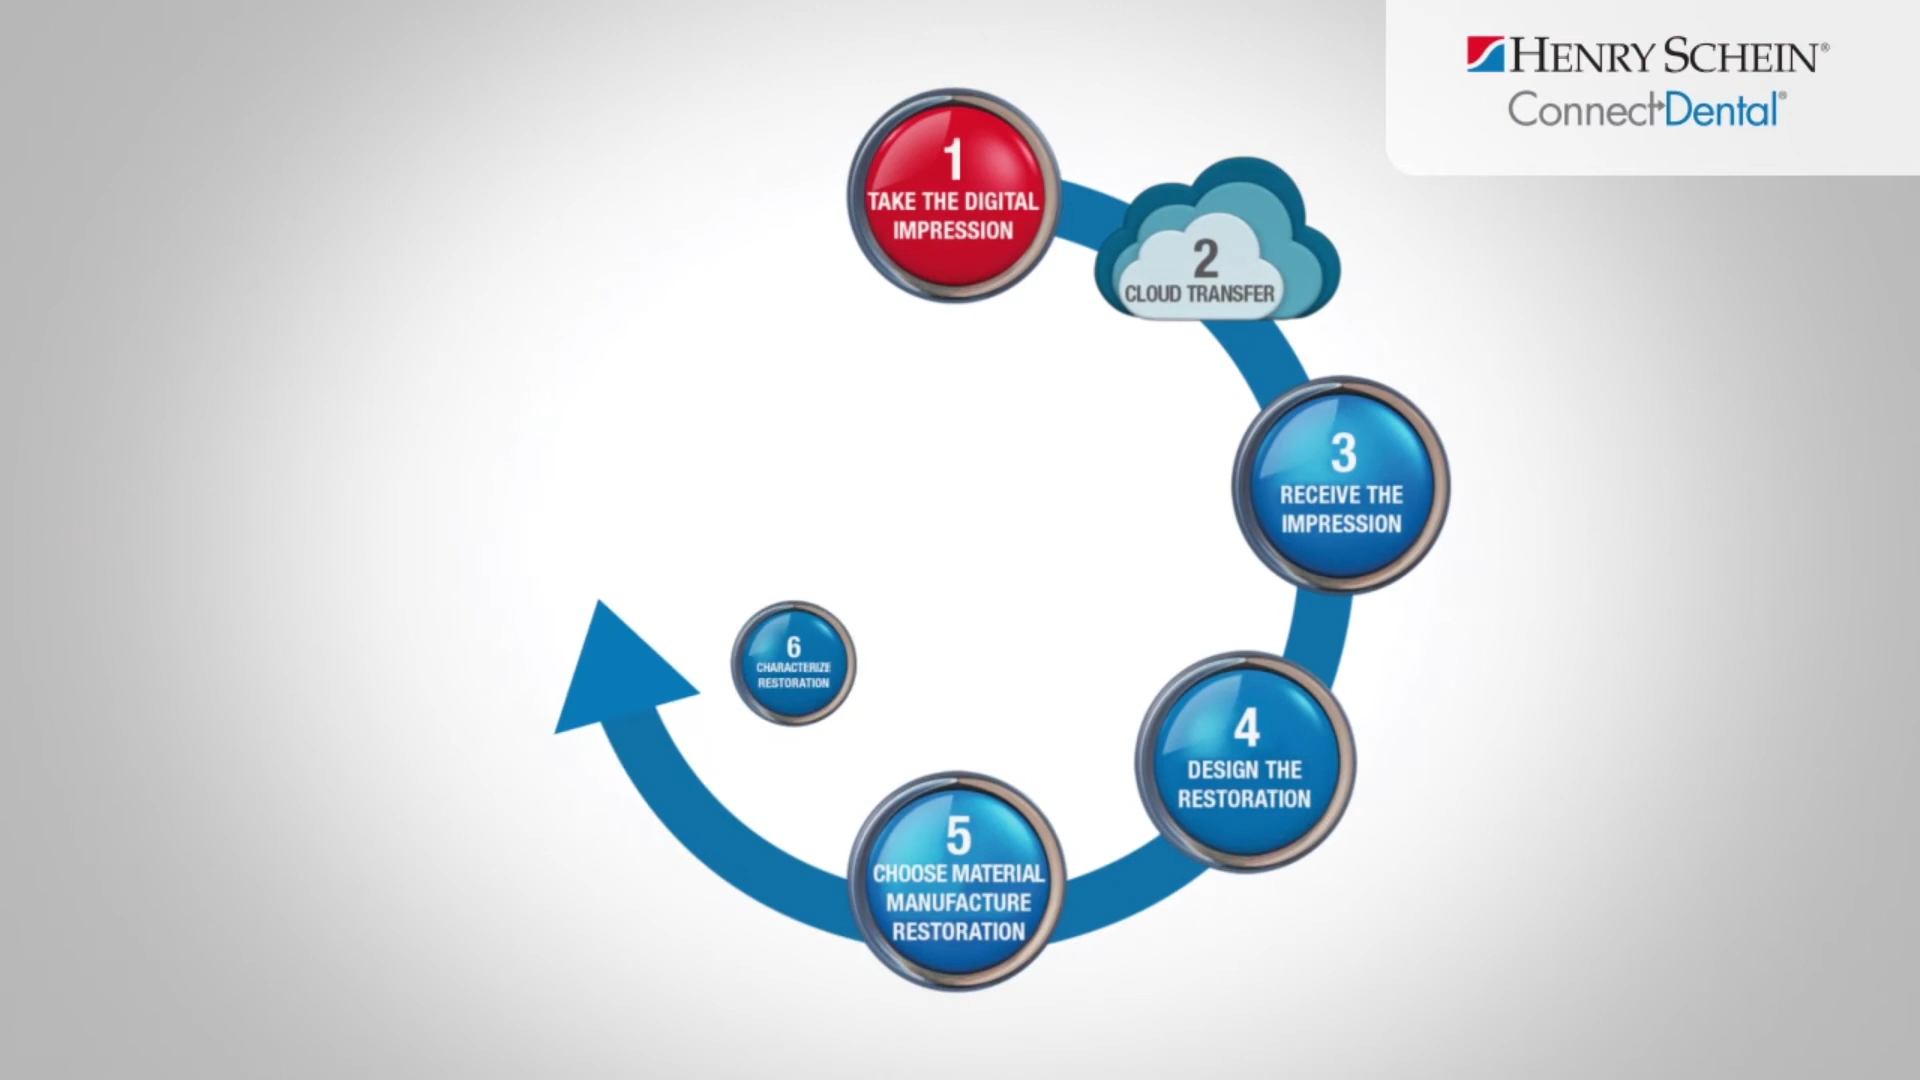 HENRY SCHEIN®
Connect Dental®
1
TAKE THE DIGITAL
IMPRESSION
2
CLOUD TRANSFER
3
RECEIVE THE
IMPRESSION
4
DESIGN THE
RESTORATION
5
CHOOSE MATERIAL
MANUFACTURE
RESTORATION
6
CHARACTERIZE
RESTORATION